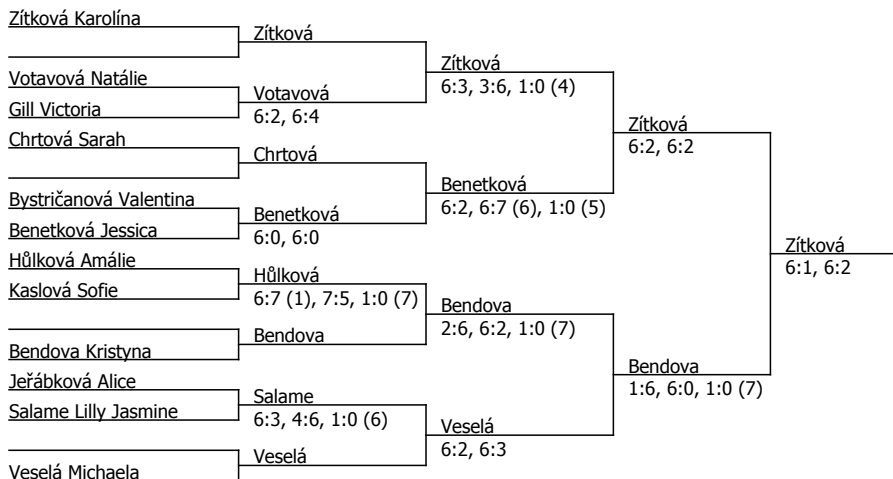 Zítková Karolína
Votavová Natálie
Gill Victoria
Chrtová Sarah
Bystričanová Valentina
Benetková Jessica
Hůlková Amálie
Kaslová Sofie
Bendova Kristyna
Jeřábková Alice
Salame Lilly Jasmine
Veselá Michaela
Zítková
Votavová
6:2, 6:4
Chrtová
Benetková
6:0, 6:0
Hůlková
6:7 (1), 7:5, 1:0 (7)
Bendova
Salame
6:3, 4:6, 1:0 (6)
Veselá
Zítková
6:3, 3:6, 1:0 (4)
Benetková
6:2, 6:7 (6), 1:0 (5)
Bendova
2:6, 6:2, 1:0 (7)
Veselá
6:2, 6:3
Zítková
6:2, 6:2
Bendova
1:6, 6:0, 1:0 (7)
Zítková
6:1, 6:2